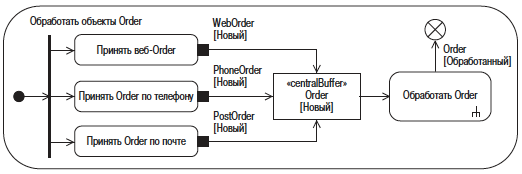 Обработать объекты Order
WebOrder
[Новый]
Принять веб-Order
PhoneOrder
[Новый]
Принять Order по телефону
PostOrder
[Новый]
Принять Order по почте
«centralBuffer»
Order
[Новый]
Order
[Обработанный]
Обработать Order